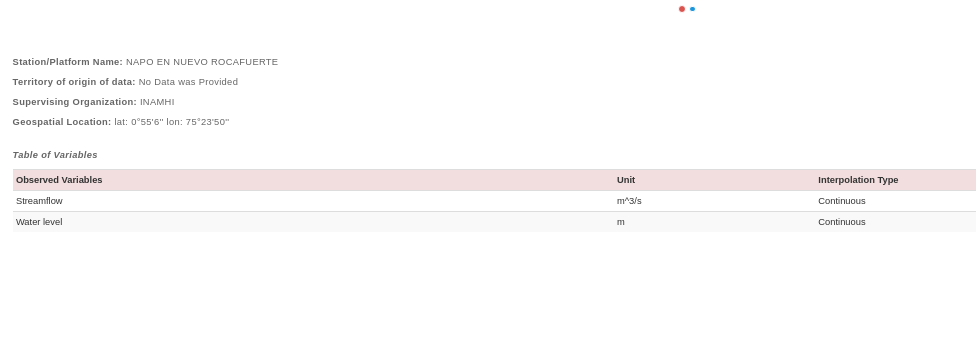 Station/Platform Name: NAPO EN NUEVO ROCAFUERTE
Territory of origin of data: No Data was Provided
Supervising Organization: INAMHI
Geospatial Location: lat: 0°55'6'' lon: 75°23'50''
Table of Variables
Observed Variables Unit Interpolation Type
Streamflow m^3/s Continuous
Water level m Continuous